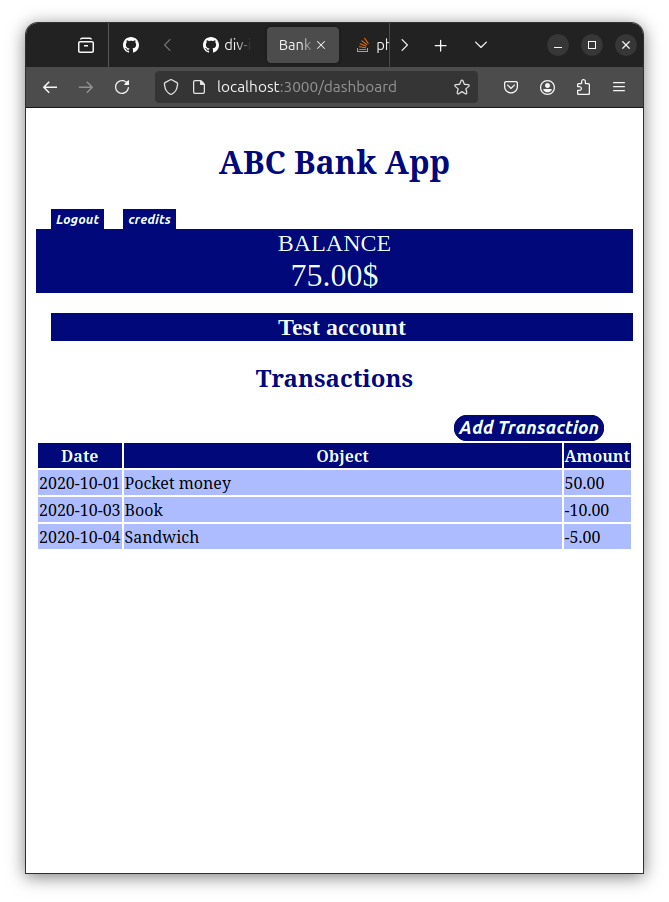 div-
Bank
ph
localhost:3000/dashboard
ABC Bank App
Logout credits
BALANCE
75.00$
Test account
Transactions
Add Transaction
Date Object Amount
2020-10-01 Pocket money 50.00
2020-10-03 Book -10.00
2020-10-04 Sandwich -5.00